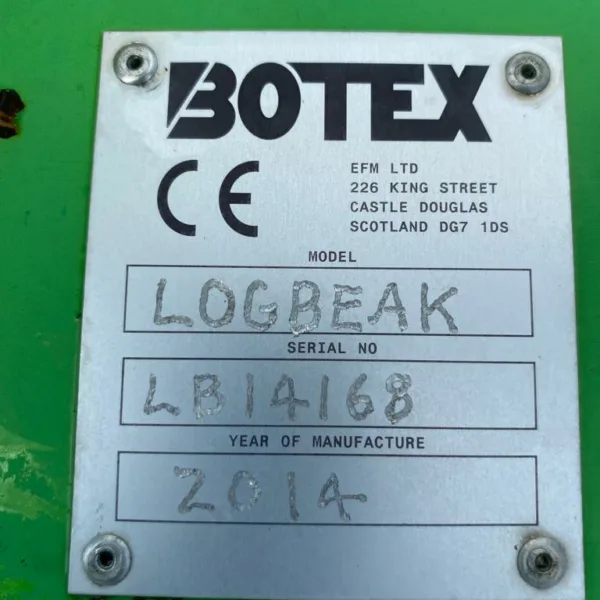 BOTEX
CE
EFM LTD
226 KING STREET
CASTLE DOUGLAS
SCOTLAND DG7 1DS
MODEL
LOGBEAK
SERIAL NO
LB14168
YEAR OF MANUFACTURE
2014